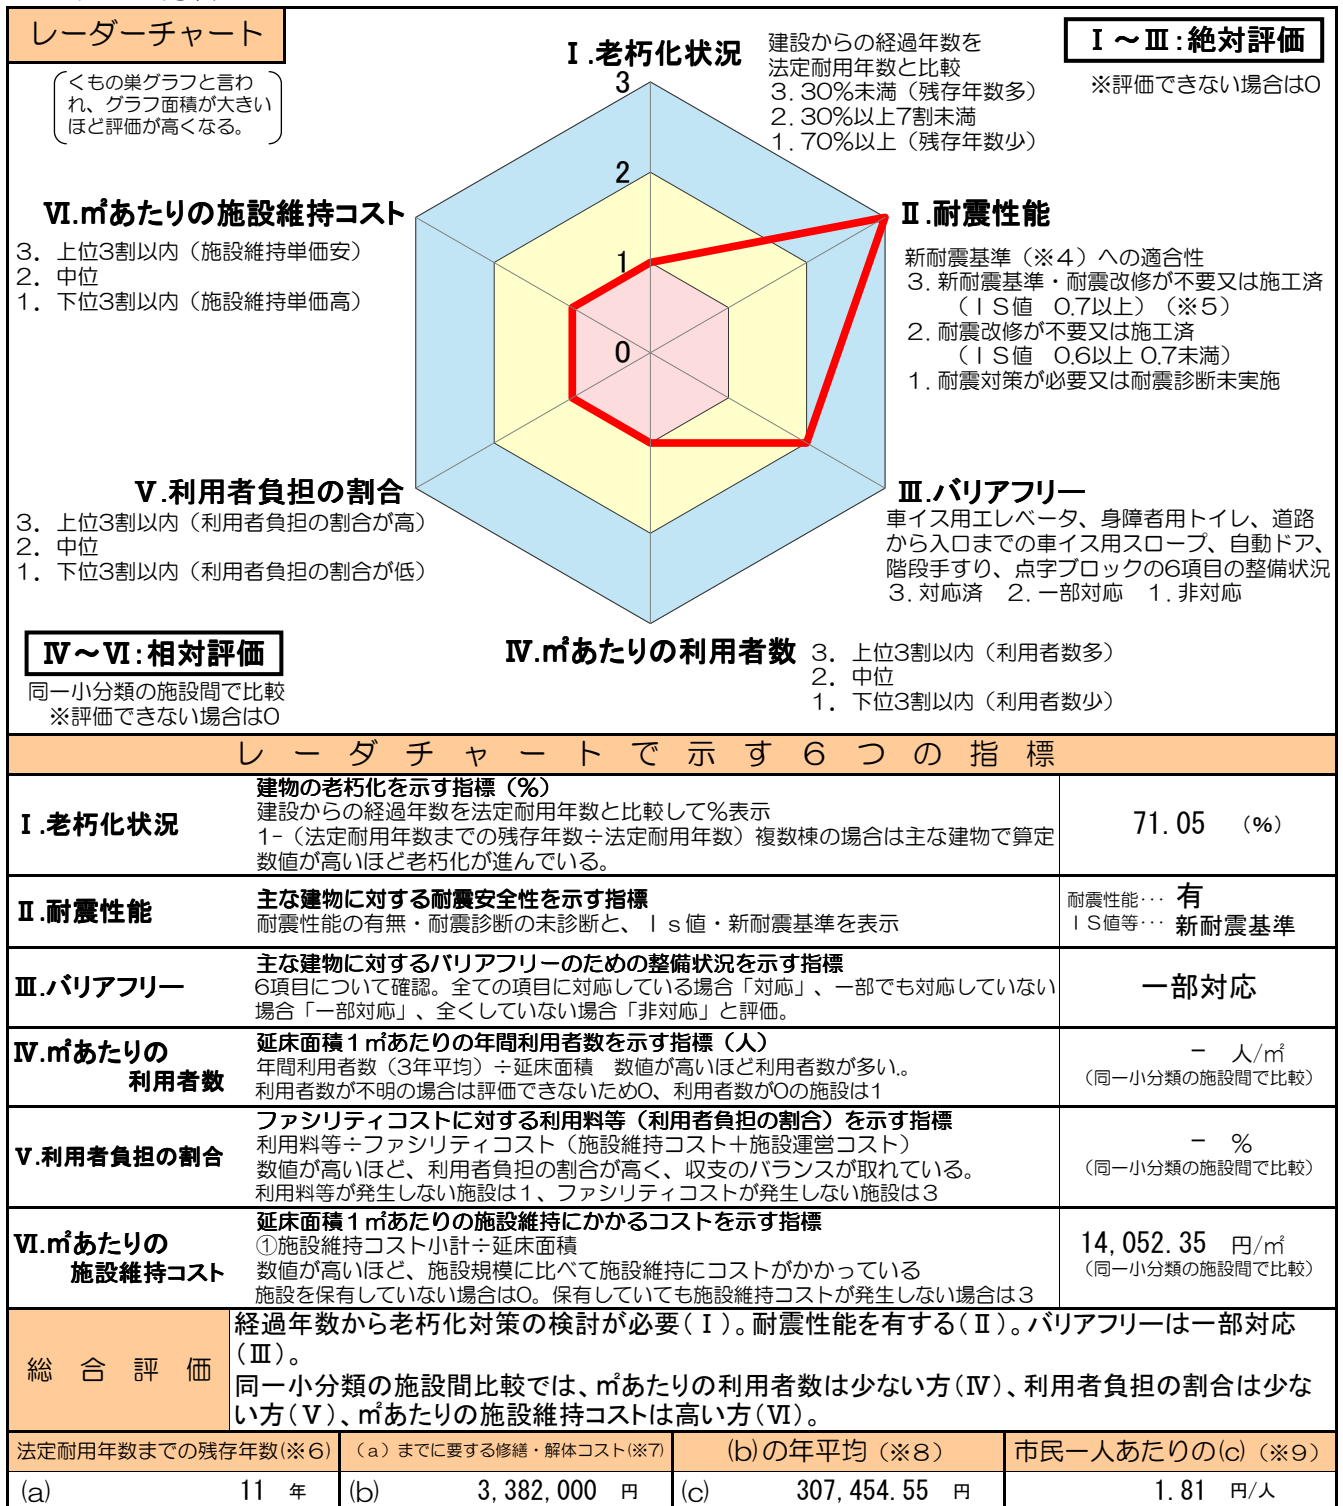 レーダーチャート
くもの巣グラフと言わ
れ、グラフ面積が大きい
ほど評価が高くなる。
Ⅰ.老朽化状況
建設からの経過年数を
法定耐用年数と比較
3.30%未満（残存年数多）
2.30%以上7割未満
1.70%以上（残存年数少）
Ⅰ～Ⅲ:絶対評価
※評価できない場合は0
3
2
1
0
Ⅵ.㎡あたりの施設維持コスト
3．上位3割以内（施設維持単価安）
2．中位
1．下位3割以内（施設維持単価高）
Ⅱ.耐震性能
新耐震基準（※4）への適合性
3.新耐震基準・耐震改修が不要又は施工済
（ＩＳ値　0.7以上）（※5）
2.耐震改修が不要又は施工済
（ＩＳ値　0.6以上 0.7未満）
1.耐震対策が必要又は耐震診断未実施
Ⅴ.利用者負担の割合
3．上位3割以内（利用者負担の割合が高）
2．中位
1．下位3割以内（利用者負担の割合が低）
Ⅲ.バリアフリー
車イス用エレベータ、身障者用トイレ、道路
から入口までの車イス用スロープ、自動ドア、
階段手すり、点字ブロックの6項目の整備状況
3.対応済　2.一部対応　1.非対応
Ⅳ～Ⅵ:相対評価
同一小分類の施設間で比較
※評価できない場合は0
Ⅳ.㎡あたりの利用者数
3．上位3割以内（利用者数多）
2．中位
1．下位3割以内（利用者数少）
レーダチャートで示す6つの指標
Ⅰ.老朽化状況
建物の老朽化を示す指標（%）
建設からの経過年数を法定耐用年数と比較して%表示
1-（法定耐用年数までの残存年数÷法定耐用年数）複数棟の場合は主な建物で算定
数値が高いほど老朽化が進んでいる。
71.05　（%）
Ⅱ.耐震性能
主な建物に対する耐震安全性を示す指標
耐震性能の有無・耐震診断の未診断と、Ｉｓ値・新耐震基準を表示
耐震性能… 有
ＩＳ値等… 新耐震基準
Ⅲ.バリアフリー
主な建物に対するバリアフリーのための整備状況を示す指標
6項目について確認。全ての項目に対応している場合「対応」、一部でも対応していない
場合「一部対応」、全くしていない場合「非対応」と評価。
一部対応
Ⅳ.㎡あたりの
利用者数
延床面積１㎡あたりの年間利用者数を示す指標（人）
年間利用者数（3年平均）÷延床面積　数値が高いほど利用者数が多い。
利用者数が不明の場合は評価できないため0、利用者数が0の施設は1
－　人/㎡
（同一小分類の施設間で比較）
Ⅴ.利用者負担の割合
ファシリティコストに対する利用料等（利用者負担の割合）を示す指標
利用料等÷ファシリティコスト（施設維持コスト＋施設運営コスト）
数値が高いほど、利用者負担の割合が高く、収支のバランスが取れている。
利用料等が発生しない施設は１、ファシリティコストが発生しない施設は３
－　%
（同一小分類の施設間で比較）
Ⅵ.㎡あたりの
施設維持コスト
延床面積１㎡あたりの施設維持にかかるコストを示す指標
①施設維持コスト小計÷延床面積
数値が高いほど、施設規模に比べて施設維持にコストがかかっている
施設を保有していない場合は0。保有していても施設維持コストが発生しない場合は３
14,052.35　円/㎡
（同一小分類の施設間で比較）
総合評価
経過年数から老朽化対策の検討が必要(Ⅰ)。耐震性能を有する(Ⅱ)。バリアフリーは一部対応
(Ⅲ)。
同一小分類の施設間比較では、㎡あたりの利用者数は少ない方(Ⅳ)、利用者負担の割合は少な
い方(Ⅴ)、㎡あたりの施設維持コストは高い方(Ⅵ)。
法定耐用年数までの残存年数(※6)
（a）までに要する修繕・解体コスト(※7)
(b)の年平均（※8）
市民一人あたりの(c)（※9）
(a)　11 年
(b)　3,382,000 円
(c)　307,454.55 円
1.81 円/人